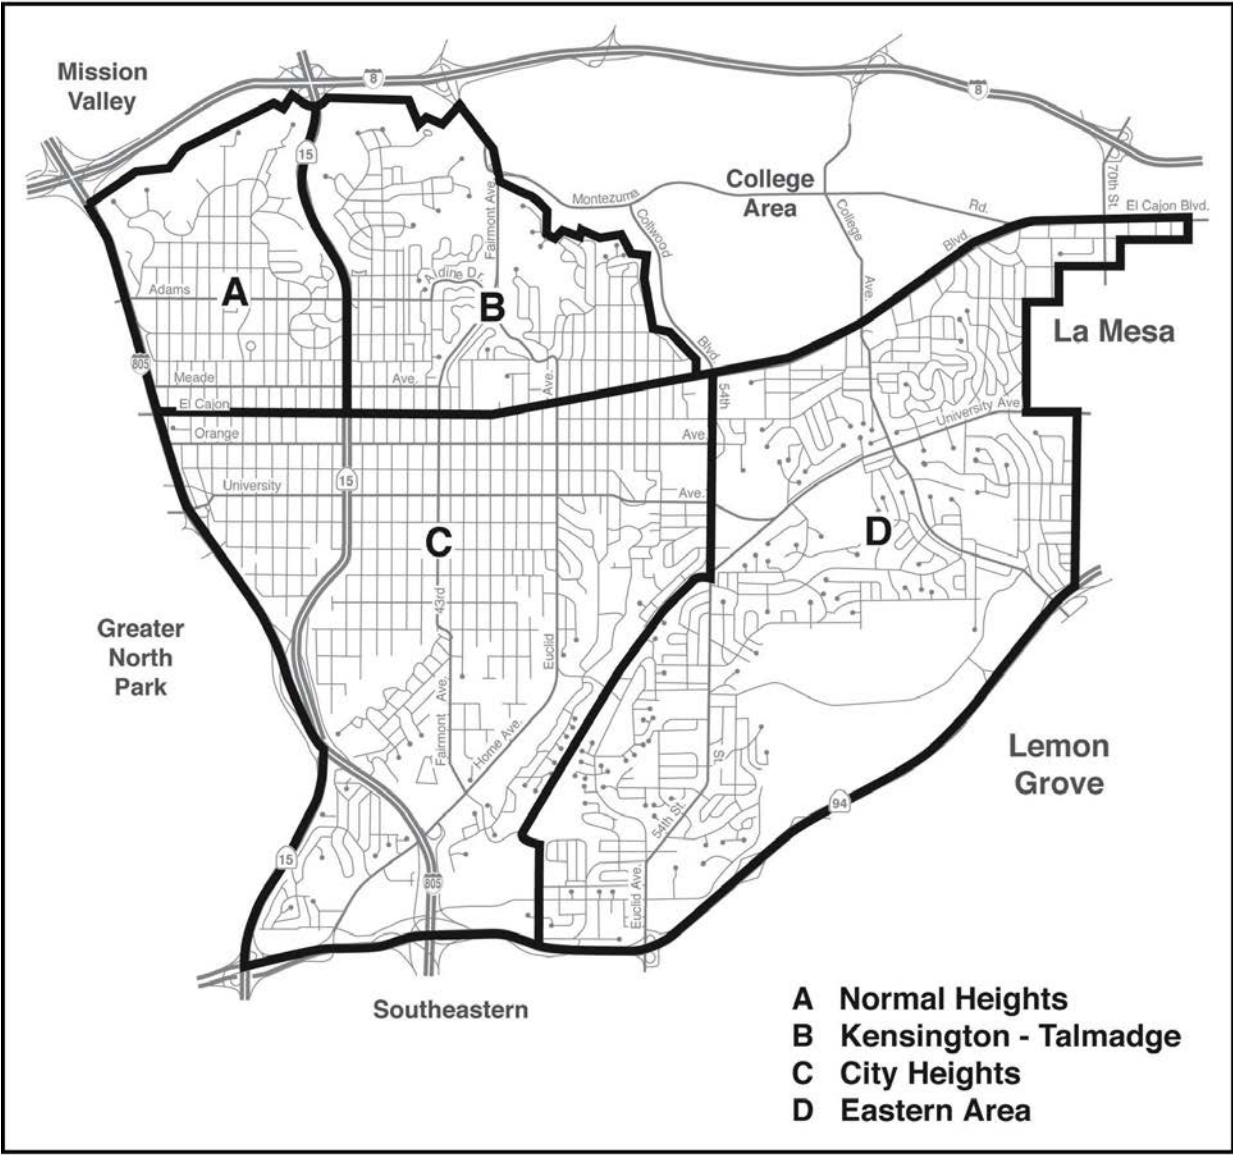 Mission
Valley
8
8
15
College
Area
Montezuma
Rd.
Collwood
Blvd.
College
Ave.
70th St.
El Cajon Blvd.
Blvd.
Fairmont Ave.
Aldine Dr.
A
B
Adams
La Mesa
805
Meade
Ave.
Ave.
El Cajon
54th
University Ave.
Orange
Ave.
15
University
Ave.
C
D
43rd
Euclid
Greater
North
Park
Fairmont Ave.
Home Ave.
St.
Lemon
Grove
94
54th St.
15
805
Euclid Ave.
Southeastern
A Normal Heights
B Kensington - Talmadge
C City Heights
D Eastern Area